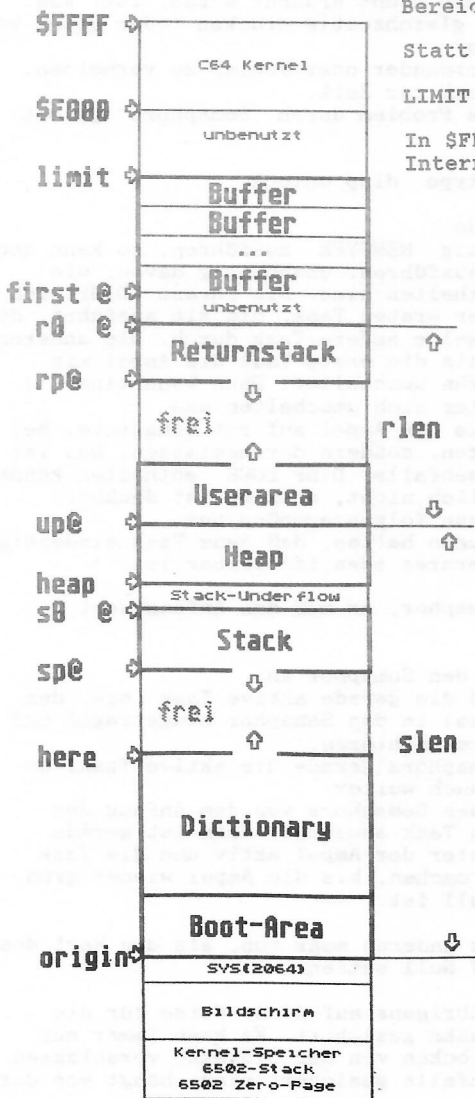 Bereic
$FFFF
Statt
C64 Kernel
LIMIT
$E000
unbenutzt
In $F
Intern
limit
Buffer
Buffer
...
Buffer
first @
unbenutzt
r0 @
Returnstack
rp@
frei
rlen
Userarea
up@
Heap
heap
Stack-Underflow
s0 @
Stack
sp@
frei
slen
here
Dictionary
Boot-Area
origin
SYS(2064)
Bildschirm
Kernel-Speicher
6502-Stack
6502 Zero-Page